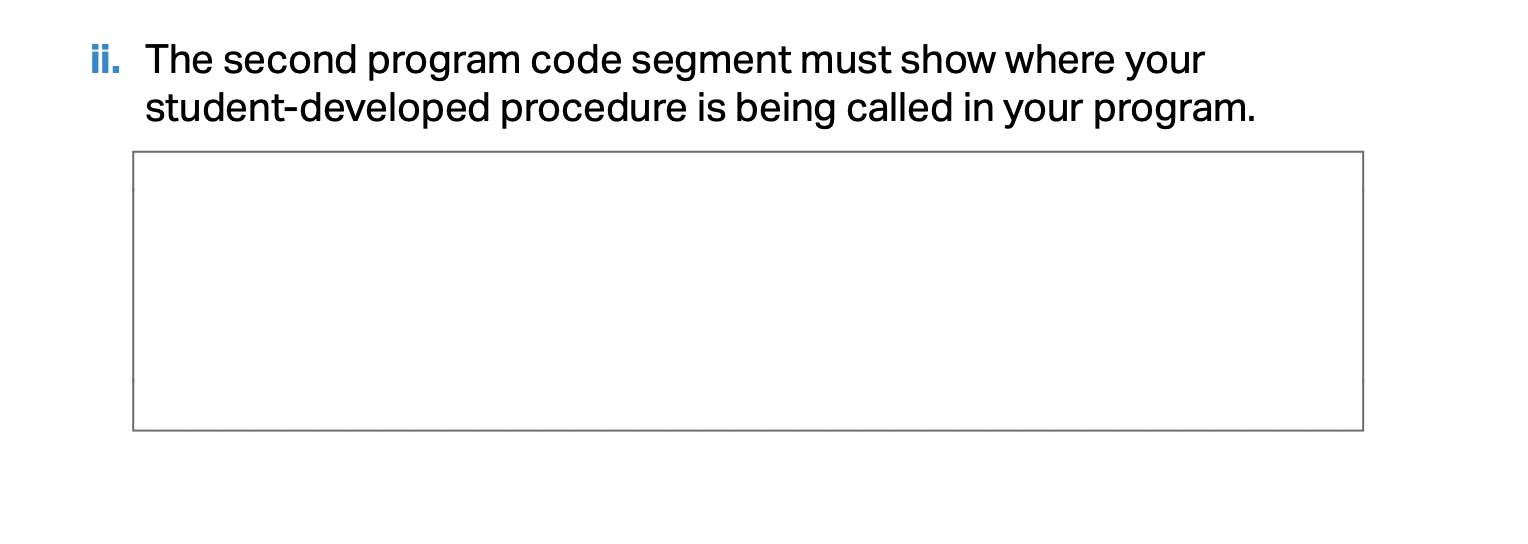 ii. The second program code segment must show where your
student-developed procedure is being called in your program.